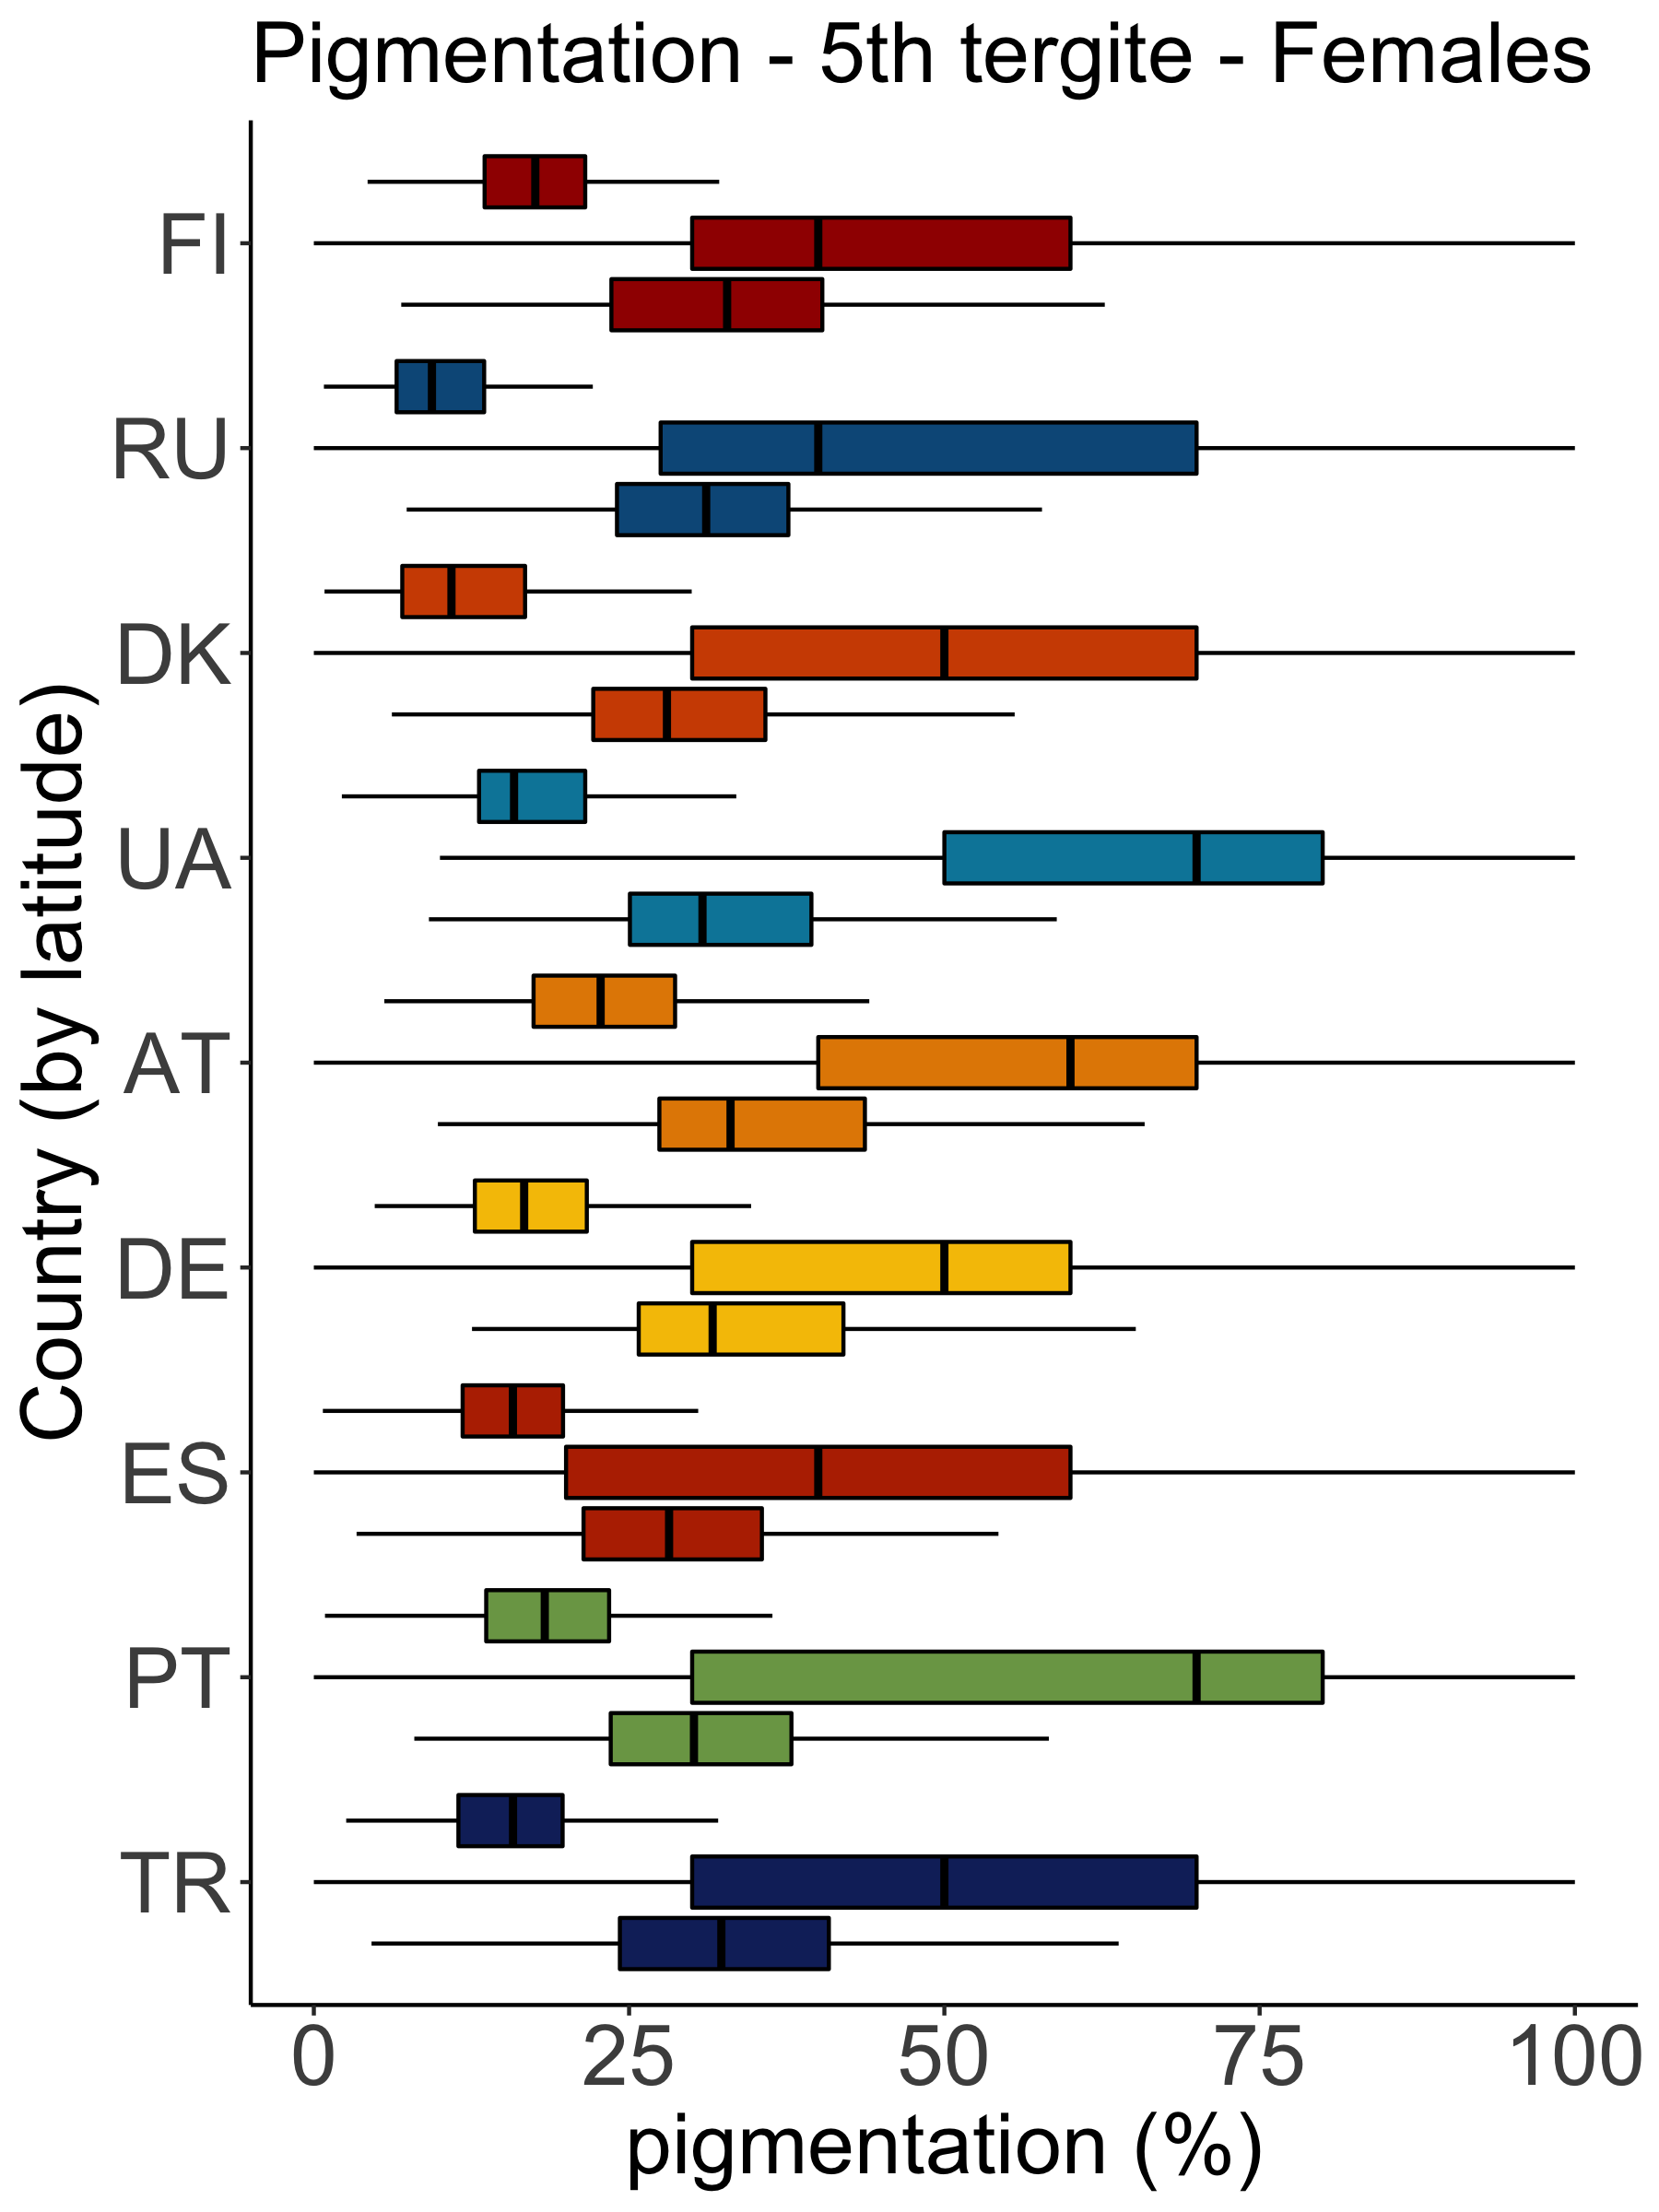 Pigmentation - 5th tergite - Females
Country (by latitude)
FI
RU
DK
UA
AT
DE
ES
PT
TR
0 25 50 75 100
pigmentation (%)